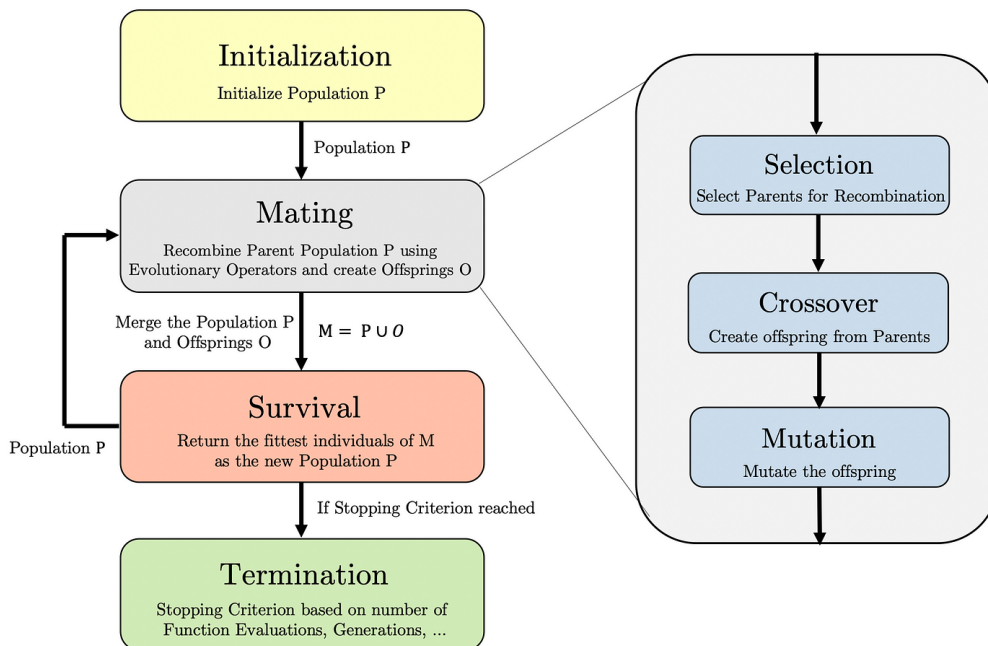 Initialization
Initialize Population P
Population P
Mating
Recombine Parent Population P using
Evolutionary Operators and create Offsprings O
Merge the Population P
and Offsprings O
M = P ∪ O
Survival
Return the fittest individuals of M
as the new Population P
Population P
If Stopping Criterion reached
Termination
Stopping Criterion based on number of
Function Evaluations, Generations, ...
Selection
Select Parents for Recombination
Crossover
Create offspring from Parents
Mutation
Mutate the offspring